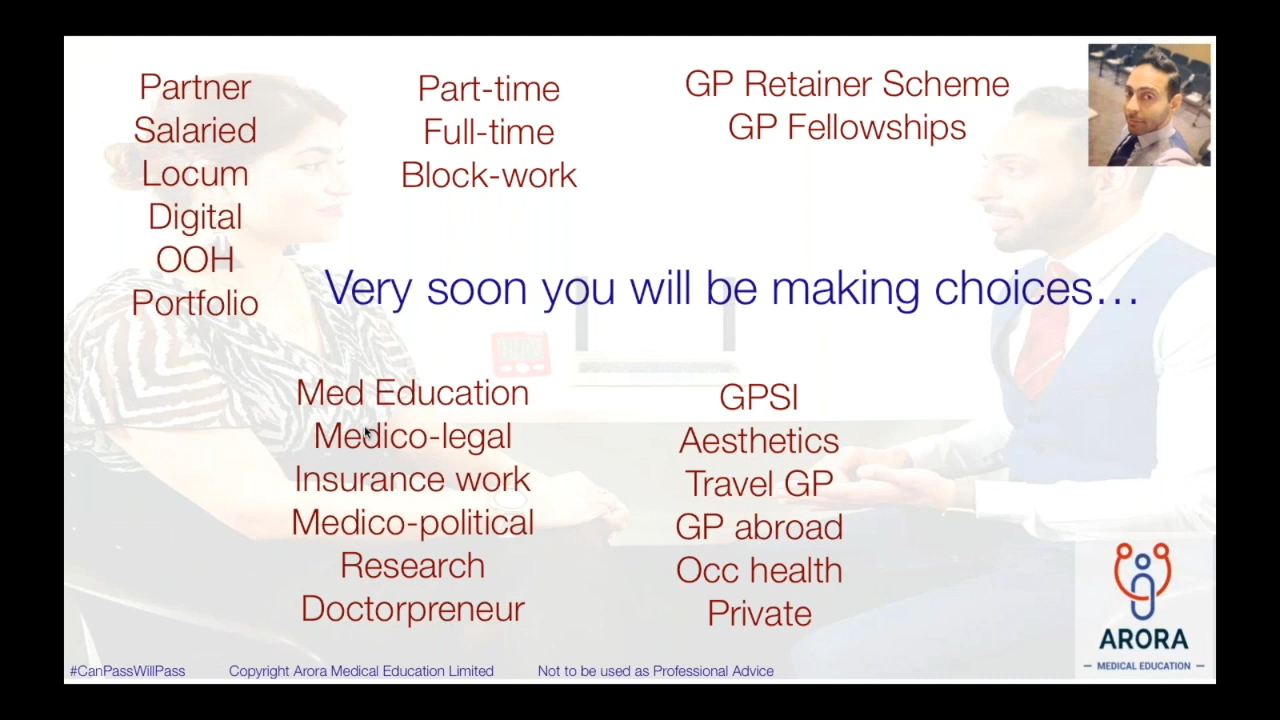 Partner
Salaried
Locum
Digital
OOH
Portfolio
Part-time
Full-time
Block-work
GP Retainer Scheme
GP Fellowships
Very soon you will be making choices…
Med Education
Medico-legal
Insurance work
Medico-political
Research
Doctorpreneur
GPSI
Aesthetics
Travel GP
GP abroad
Occ health
Private
ARORA
MEDICAL EDUCATION
#CanPassWillPass
Copyright Arora Medical Education Limited
Not to be used as Professional Advice